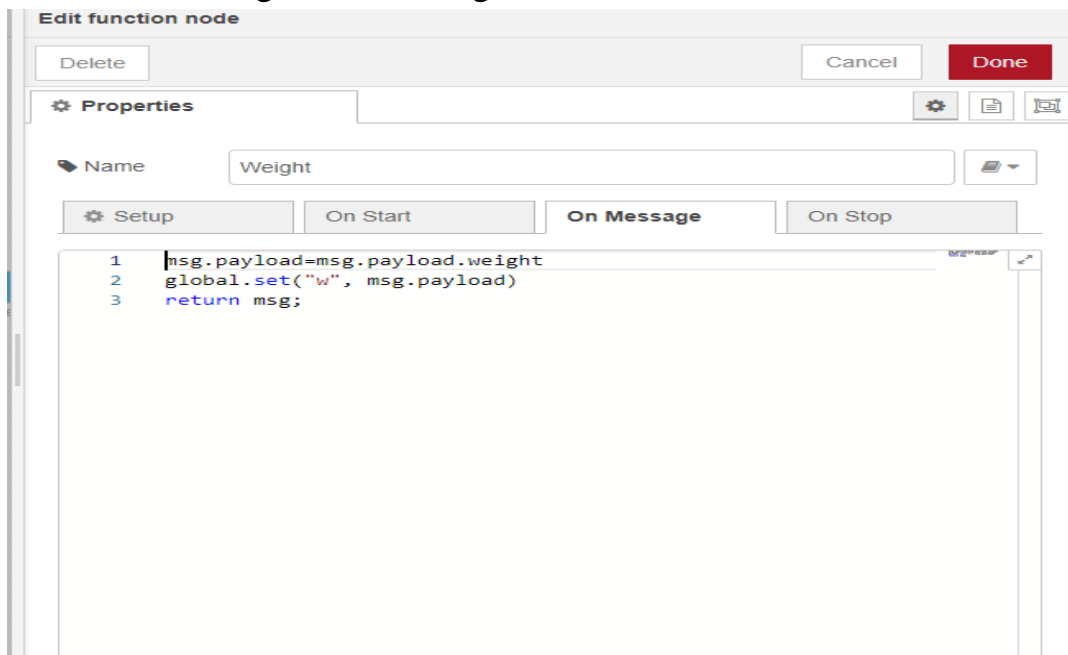 Edit function node
Delete
Cancel
Done
Properties
Name
Weight
Setup
On Start
On Message
On Stop
1 msg.payload=msg.payload.weight
2 global.set("w", msg.payload)
3 return msg;